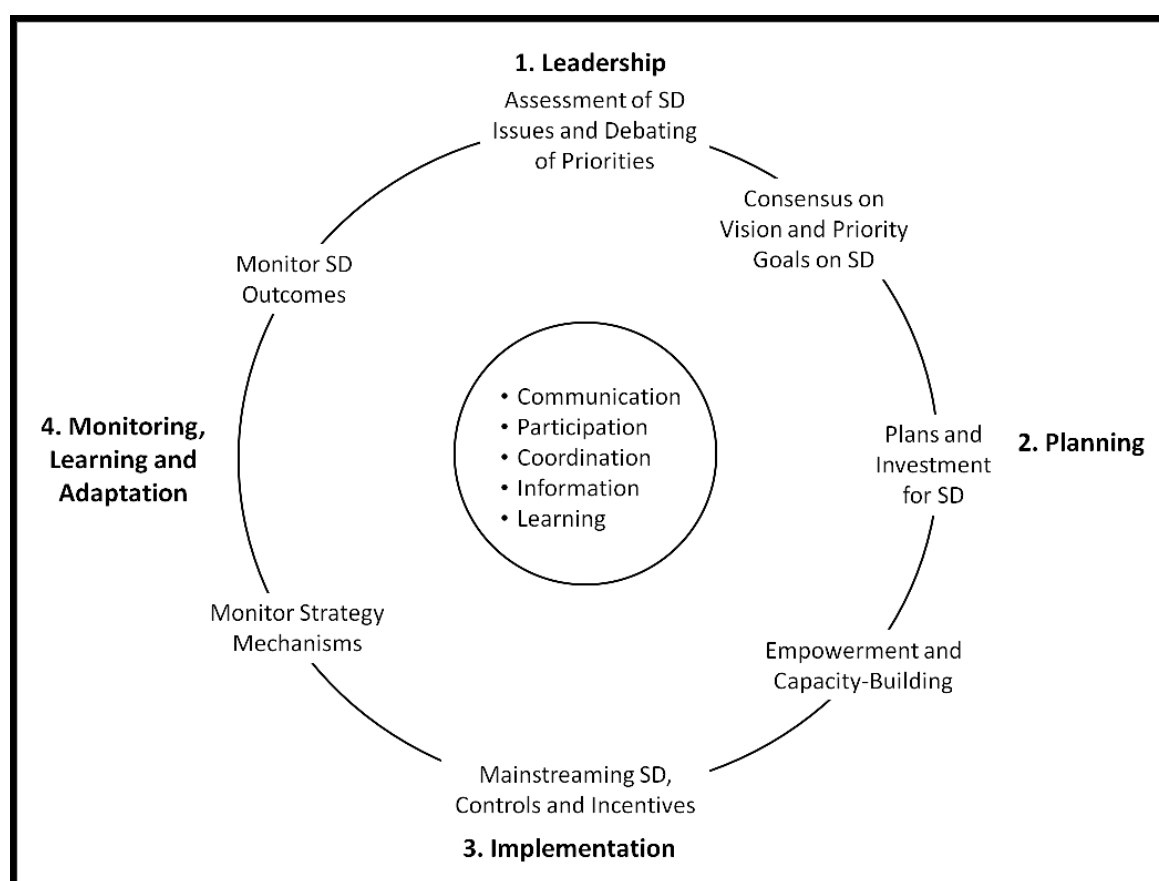 1. Leadership
Assessment of SD
Issues and Debating
of Priorities
Consensus on
Vision and Priority
Goals on SD
Plans and
Investment
for SD
2. Planning
Empowerment and
Capacity-Building
Mainstreaming SD,
Controls and Incentives
3. Implementation
Monitor Strategy
Mechanisms
4. Monitoring,
Learning and
Adaptation
Monitor SD
Outcomes
• Communication
• Participation
• Coordination
• Information
• Learning